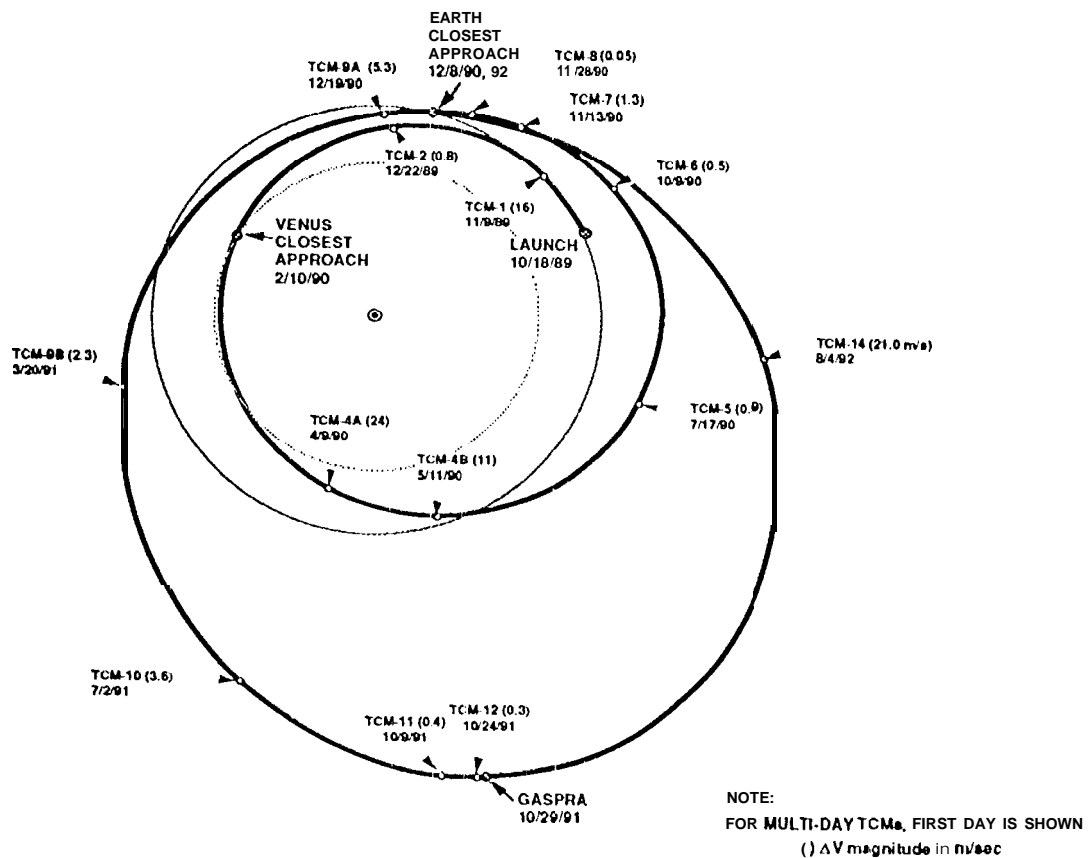 EARTH
CLOSEST
APPROACH
12/8/90, 92
TCM-8 (0.05)
11/28/90
TCM-9A (5.3)
12/19/90
TCM-7 (1.3)
11/13/90
TCM-2 (0.8)
12/22/89
TCM-6 (0.5)
10/9/90
TCM-1 (16)
11/9/89
VENUS
CLOSEST
APPROACH
2/10/90
LAUNCH
10/18/89
TCM-9B (2.3)
3/20/91
TCM-14 (21.0 m/s)
8/4/92
TCM-5 (0.9)
7/17/90
TCM-4A (24)
4/9/90
TCM-4B (11)
5/11/90
TCM-10 (3.6)
7/2/91
TCM-11 (0.4)
10/9/91
TCM-12 (0.3)
10/24/91
GASPRA
10/29/91
NOTE:
FOR MULTI-DAY TCMs, FIRST DAY IS SHOWN
( ) ΔV magnitude in m/sec